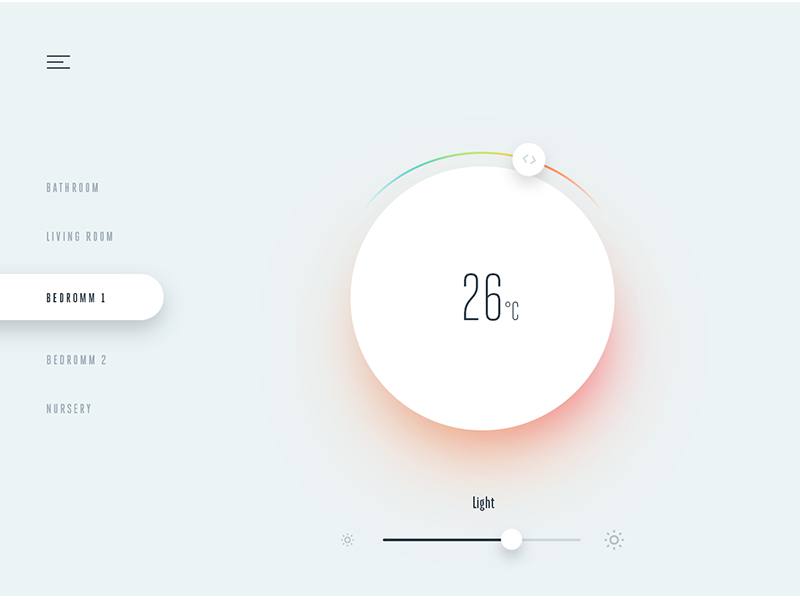 BATHROOM
LIVING ROOM
BEDROMM 1
BEDROMM 2
NURSERY
26°C
Light